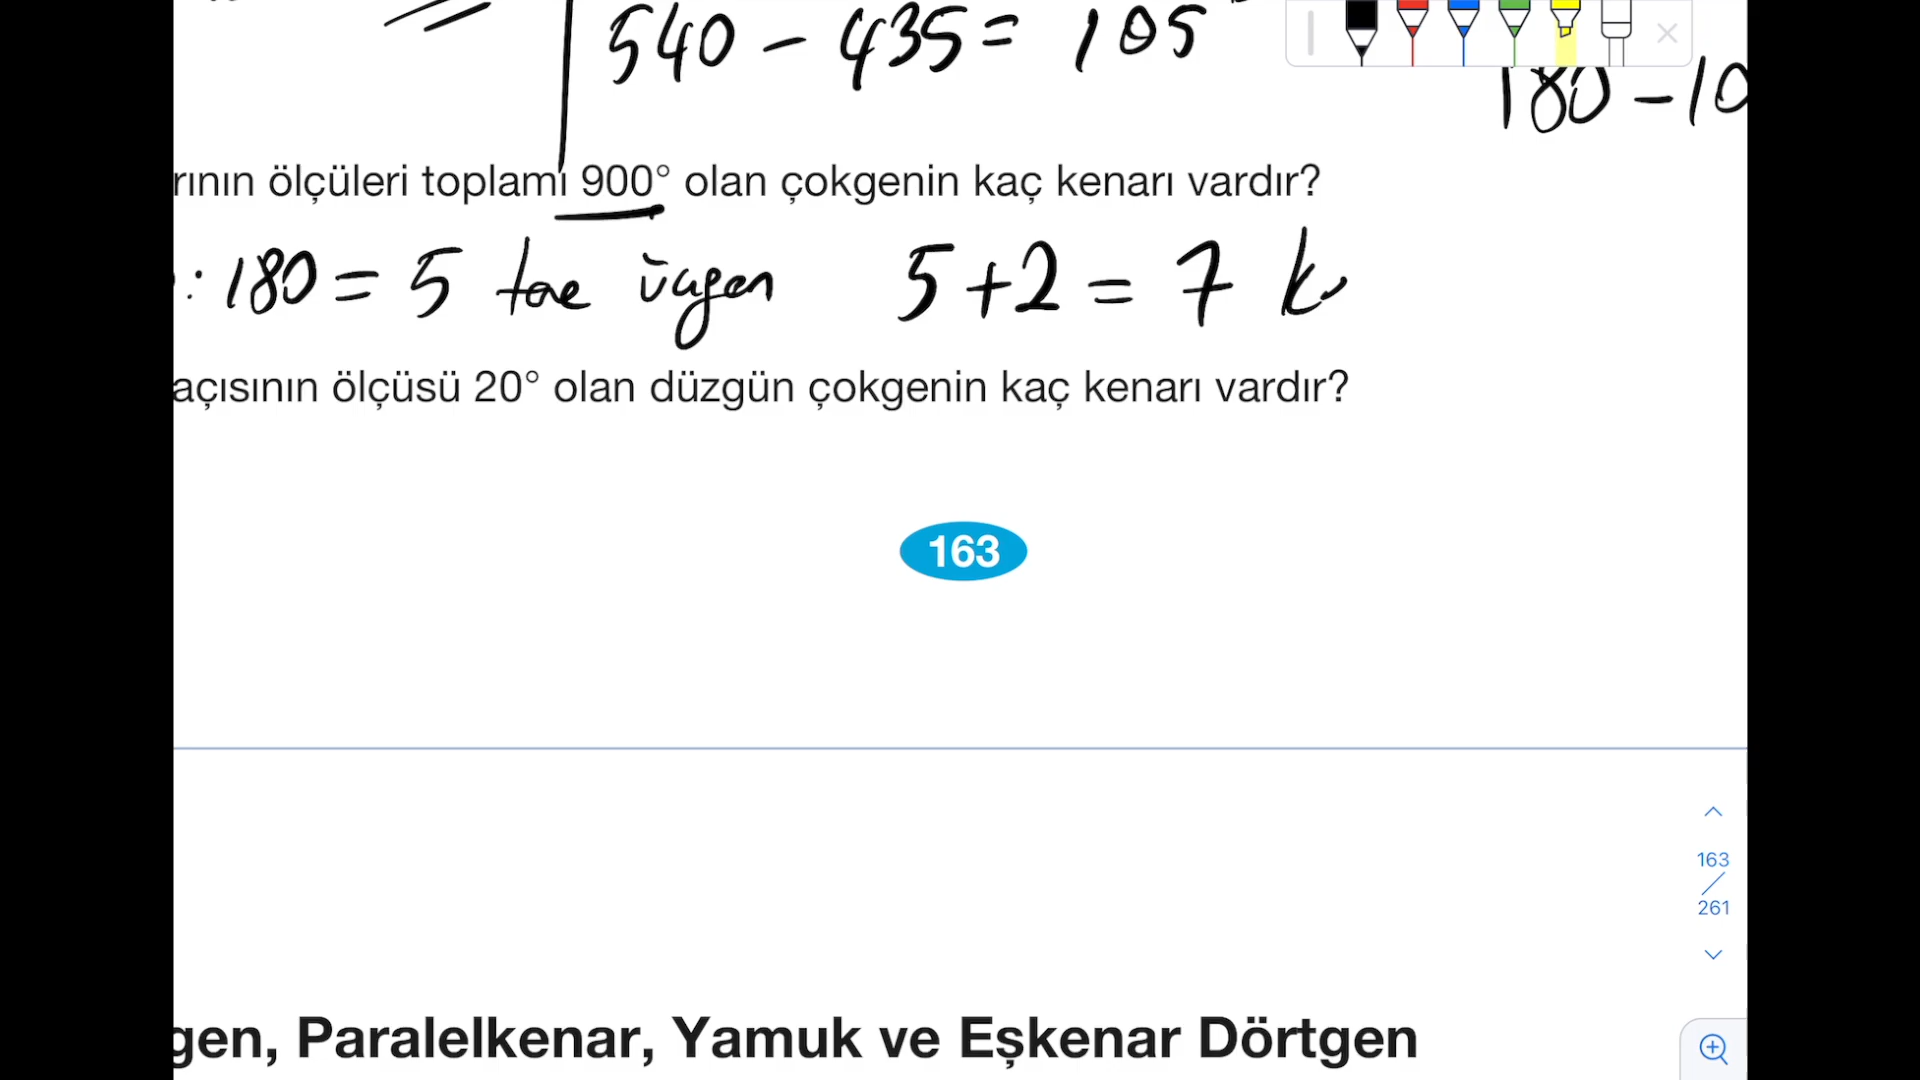 540 - 435 = 105
180 - 10
rının ölçüleri toplamı 900° olan çokgenin kaç kenarı vardır?
: 180 = 5 tane üçgen 5 + 2 = 7 k
açısının ölçüsü 20° olan düzgün çokgenin kaç kenarı vardır?
163
163
261
gen, Paralelkenar, Yamuk ve Eşkenar Dörtgen